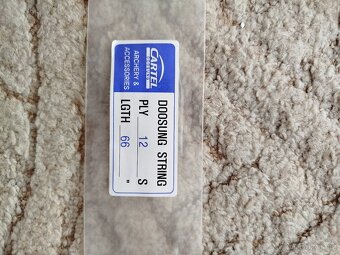 CARTEL
ARCHERY &
ACCESSORIES
DOOSUNG STRING
PLY 12 S
LGTH 66 "